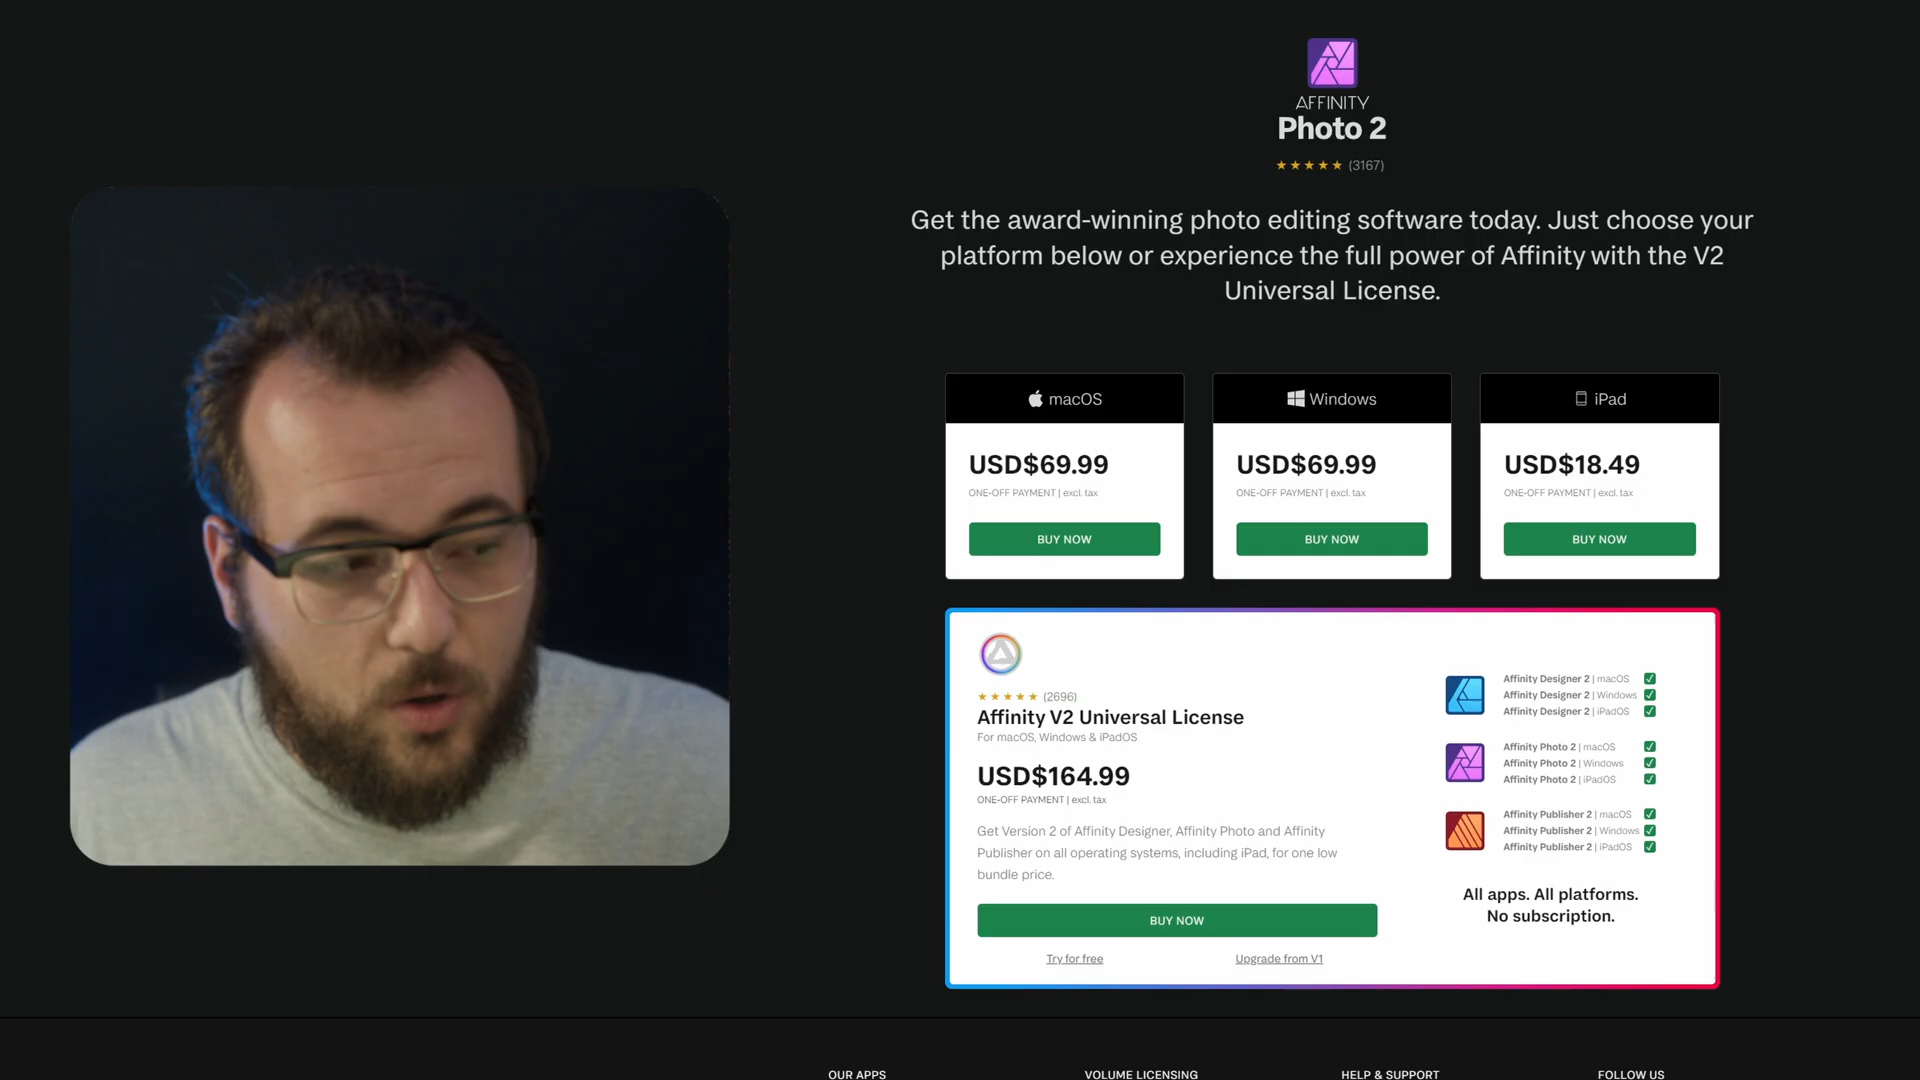 AFFINITY
Photo 2
★★★★★ (3167)
Get the award-winning photo editing software today. Just choose your
platform below or experience the full power of Affinity with the V2
Universal License.
macOS
USD$69.99
ONE-OFF PAYMENT | excl. tax
BUY NOW
Windows
USD$69.99
ONE-OFF PAYMENT | excl. tax
BUY NOW
iPad
USD$18.49
ONE-OFF PAYMENT | excl. tax
BUY NOW
★★★★★ (2696)
Affinity V2 Universal License
For macOS, Windows & iPadOS
USD$164.99
ONE-OFF PAYMENT | excl. tax
Get Version 2 of Affinity Designer, Affinity Photo and Affinity
Publisher on all operating systems, including iPad, for one low
bundle price.
BUY NOW
Try for free
Upgrade from V1
Affinity Designer 2 | macOS
Affinity Designer 2 | Windows
Affinity Designer 2 | iPadOS
Affinity Photo 2 | macOS
Affinity Photo 2 | Windows
Affinity Photo 2 | iPadOS
Affinity Publisher 2 | macOS
Affinity Publisher 2 | Windows
Affinity Publisher 2 | iPadOS
All apps. All platforms.
No subscription.
OUR APPS
VOLUME LICENSING
HELP & SUPPORT
FOLLOW US